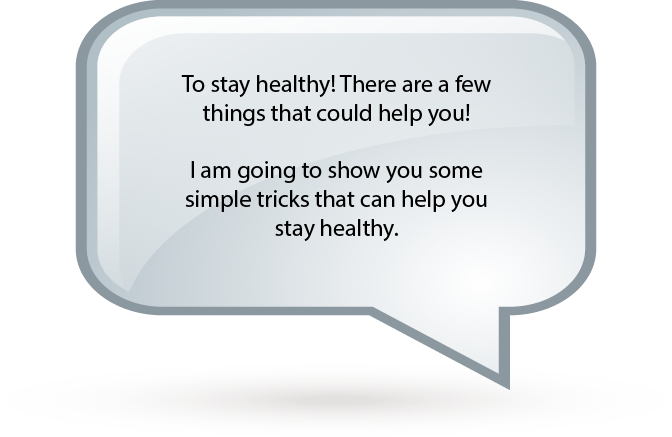 To stay healthy! There are a few
things that could help you!
I am going to show you some
simple tricks that can help you
stay healthy.